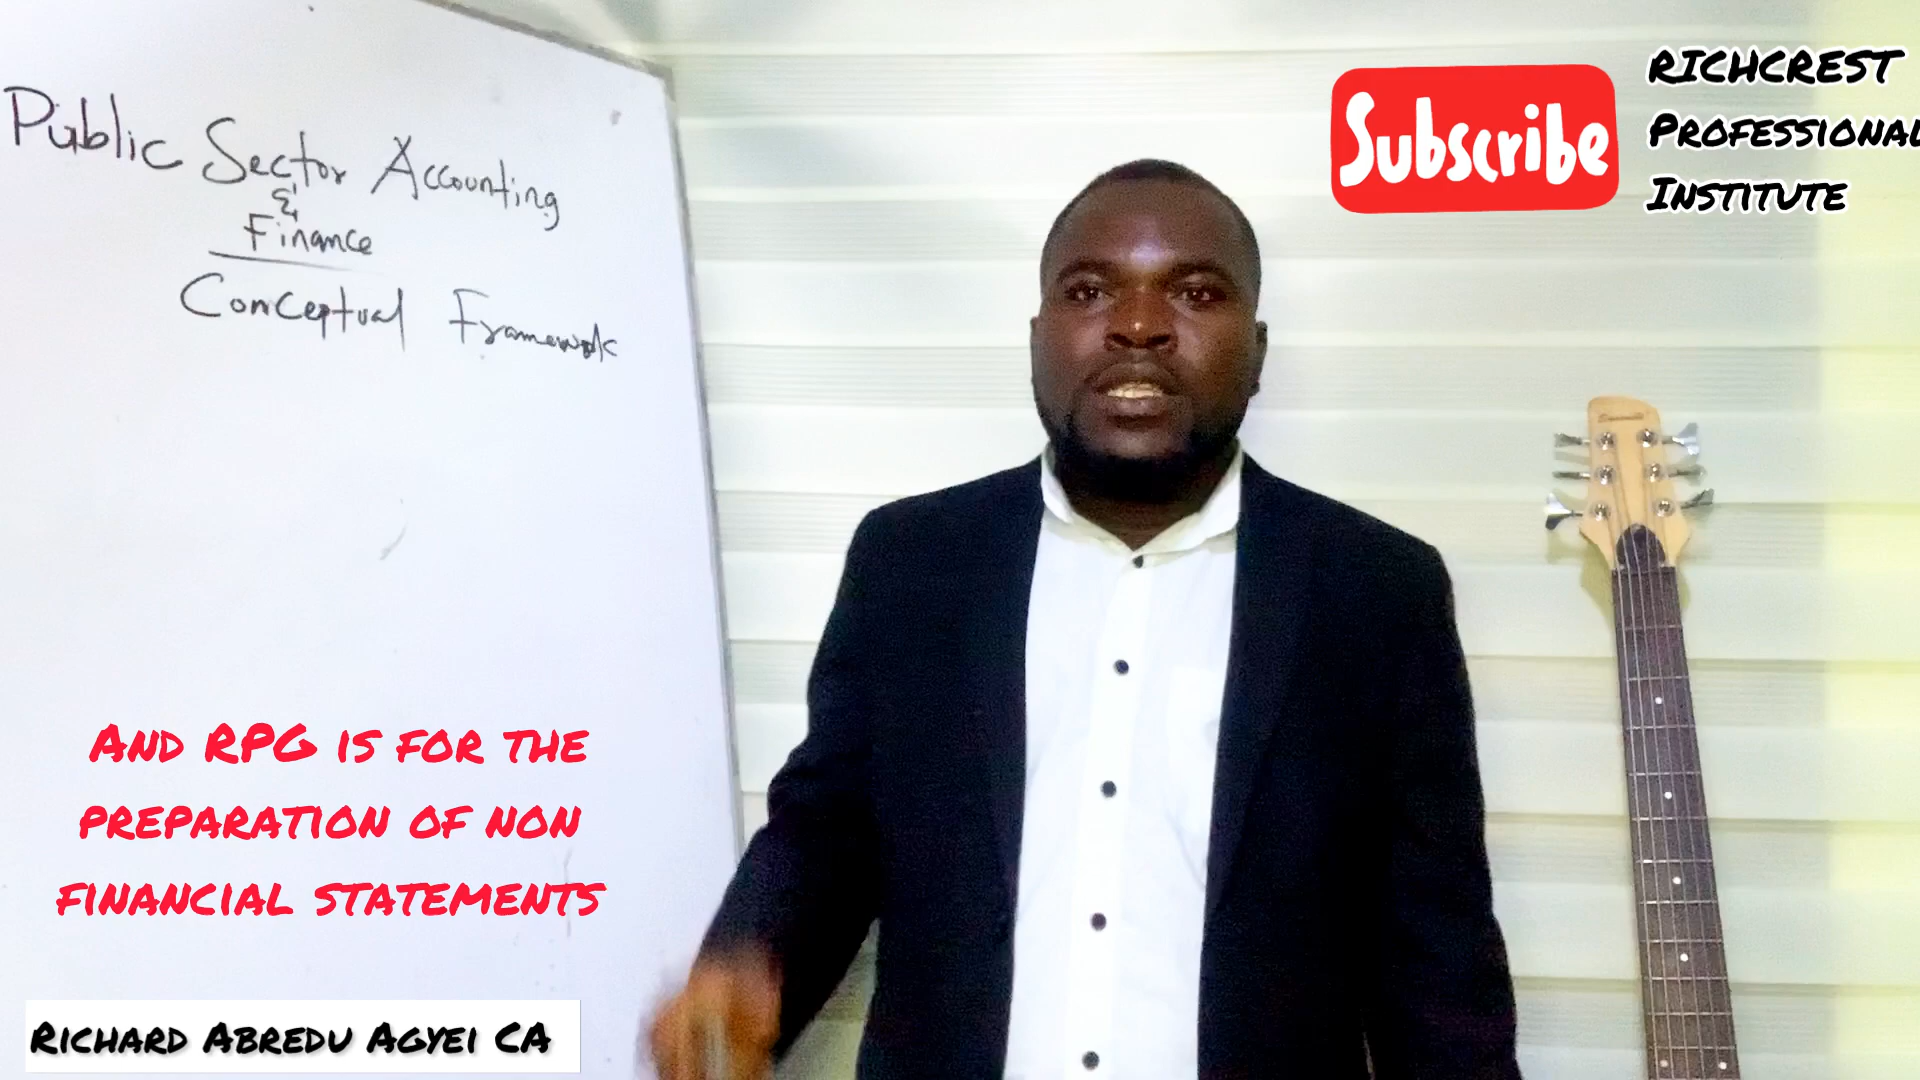 Public Sector Accounting
&
Finance
Conceptual Framework
Subscribe
RICHCREST
PROFESSIONAL
INSTITUTE
AND RPG IS FOR THE
PREPARATION OF NON
FINANCIAL STATEMENTS
RICHARD ABREDU AGYEI CA